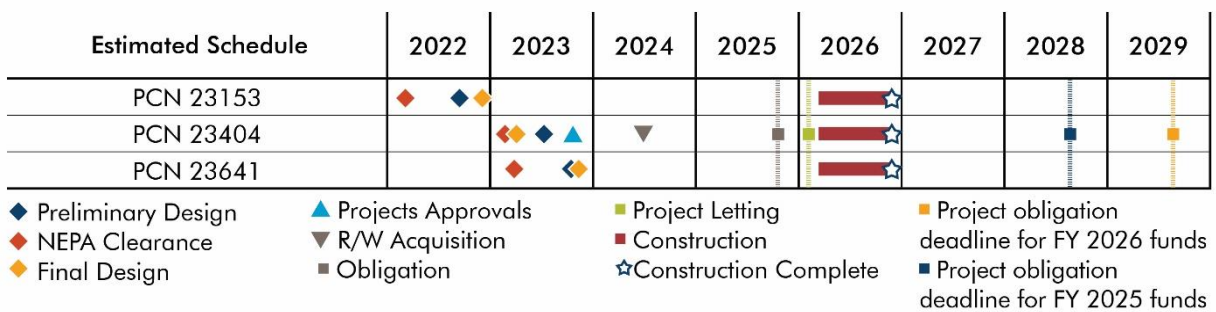 Estimated Schedule 2022 2023 2024 2025 2026 2027 2028 2029
PCN 23153
PCN 23404
PCN 23641
Preliminary Design
NEPA Clearance
Final Design
Projects Approvals
R/W Acquisition
Obligation
Project Letting
Construction
Construction Complete
Project obligation
deadline for FY 2026 funds
Project obligation
deadline for FY 2025 funds